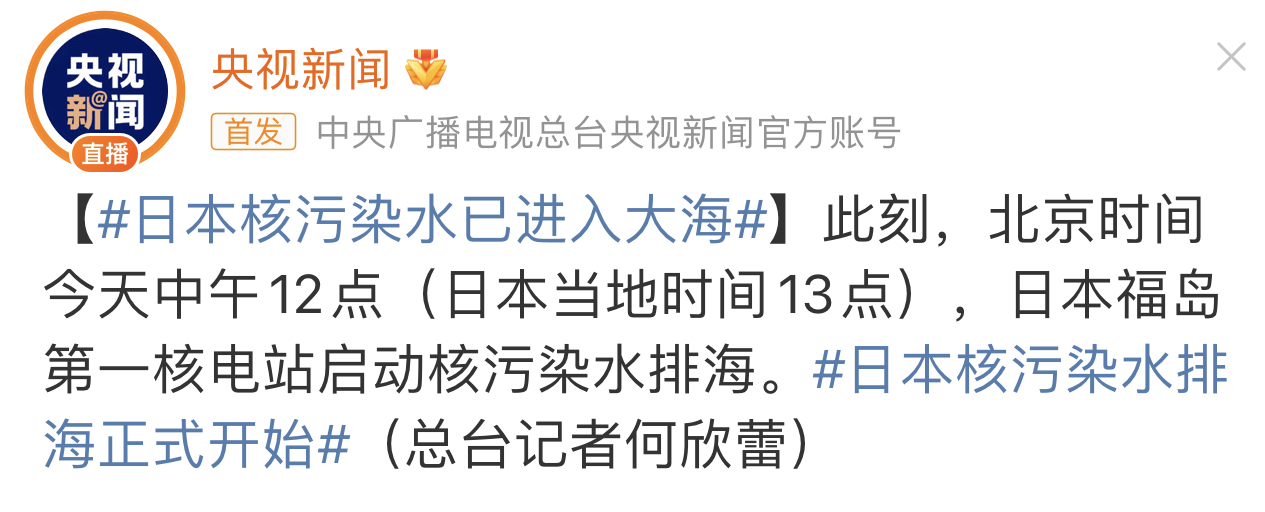 央视
新@闻
直播
央视新闻
首发 中央广播电视总台央视新闻官方账号
【#日本核污染水已进入大海#】此刻，北京时间
今天中午12点（日本当地时间13点），日本福岛
第一核电站启动核污染水排海。#日本核污染水排
海正式开始#（总台记者何欣蕾）